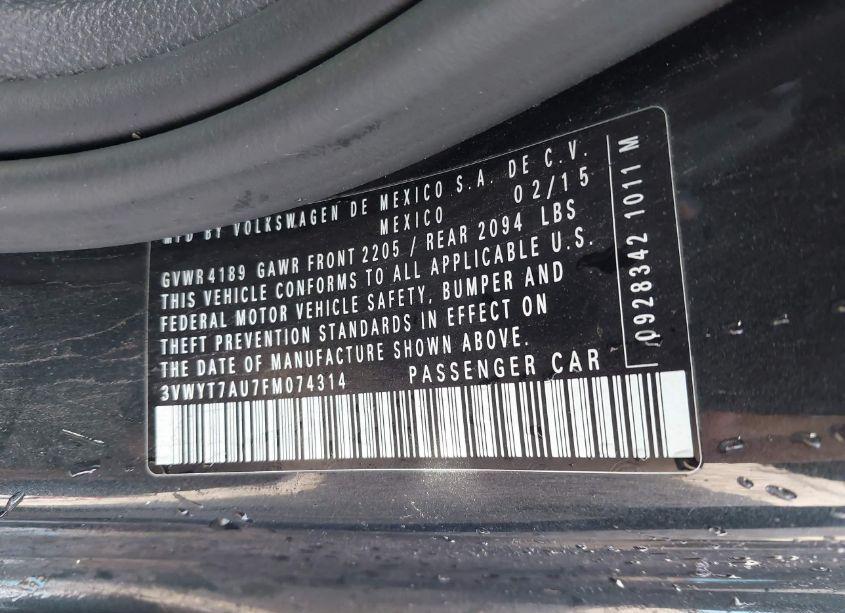 MFD BY VOLKSWAGEN DE MEXICO S.A. DE C.V.
MEXICO 02/15
GVWR 4189 GAWR FRONT 2205 / REAR 2094 LBS
THIS VEHICLE CONFORMS TO ALL APPLICABLE U.S.
FEDERAL MOTOR VEHICLE SAFETY, BUMPER AND
THEFT PREVENTION STANDARDS IN EFFECT ON
THE DATE OF MANUFACTURE SHOWN ABOVE.
3VWYT7AU7FM074314 PASSENGER CAR
0928342 1011 M